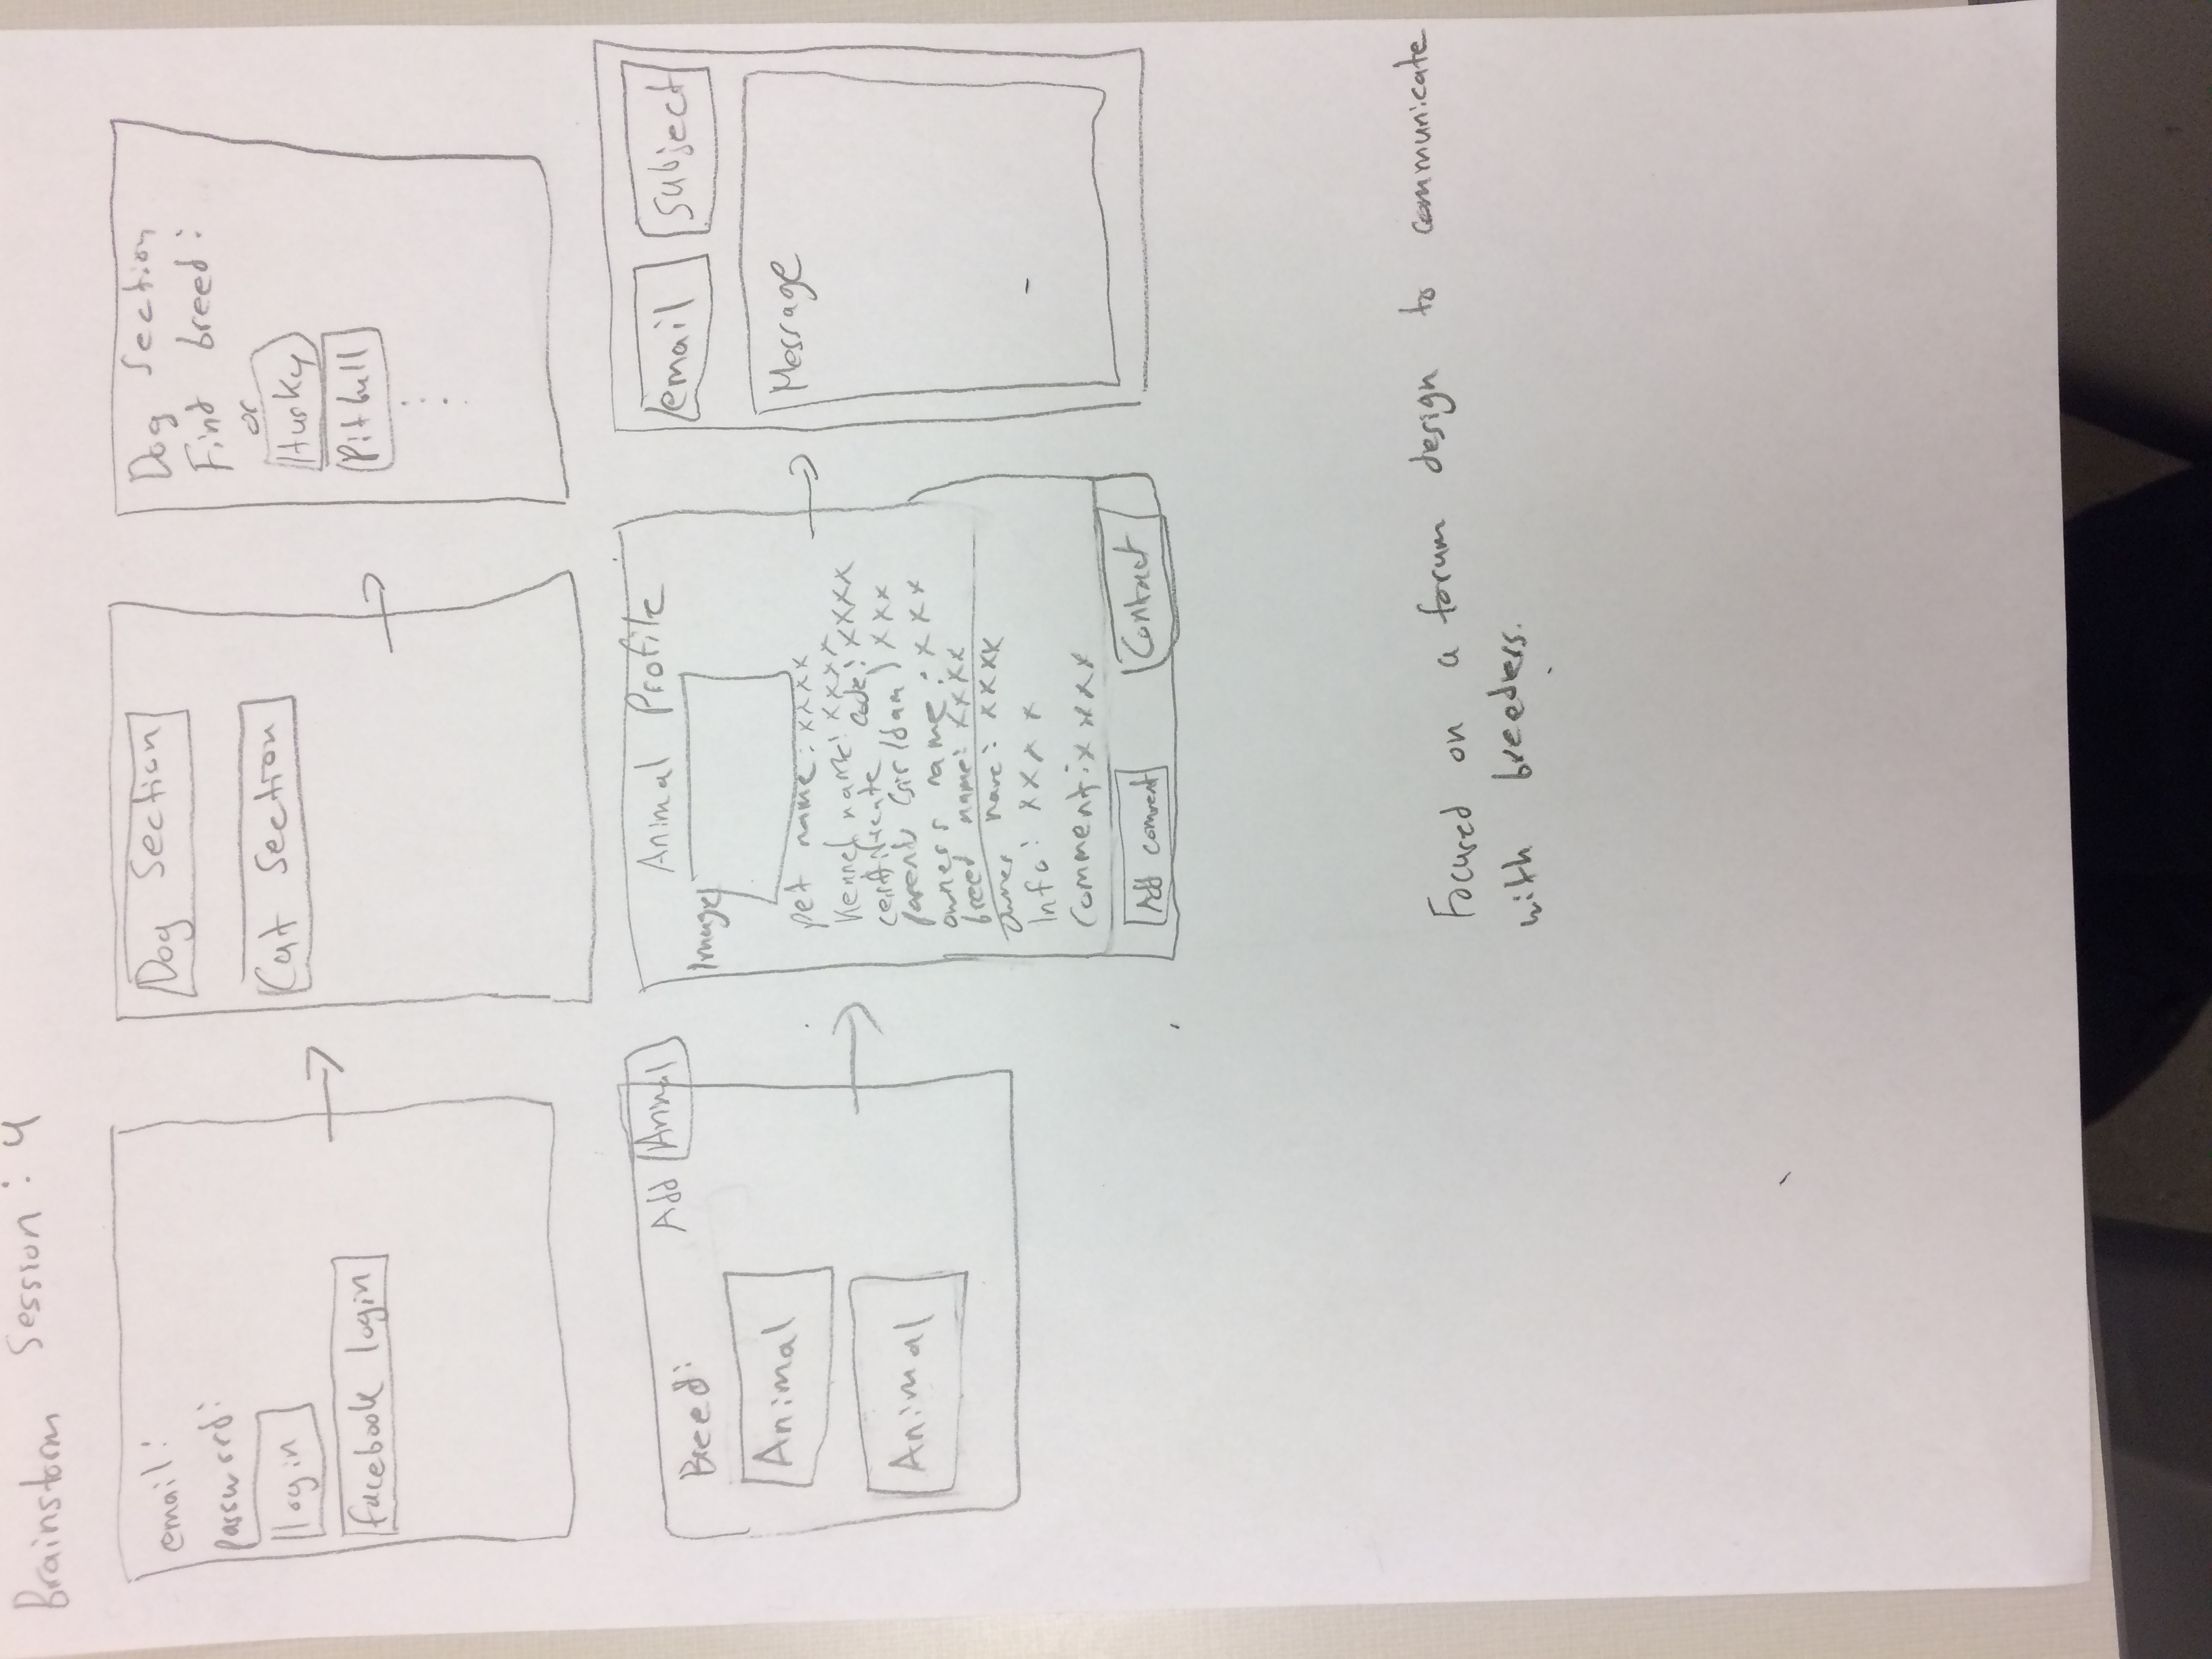 Brainstorm Session: 4
email:
password:
login
facebook login
Dog Section
Cat Section
Dog Section
Find breed:
or
Husky
Pitbull
Breed:
Add Animal
Animal
Animal
Animal Profile
Image
pet name: xxxx
Kennel name: xxxx
certificate code: xxxx
parents (sir/dam) xxx
owners name: xxx
breed name: xxxx
owner name: xxxx
Info: xxxx
Comment: xxxx
Add comment
Contact
email
subject
Message
Focused on a forum design to communicate
with breeders.